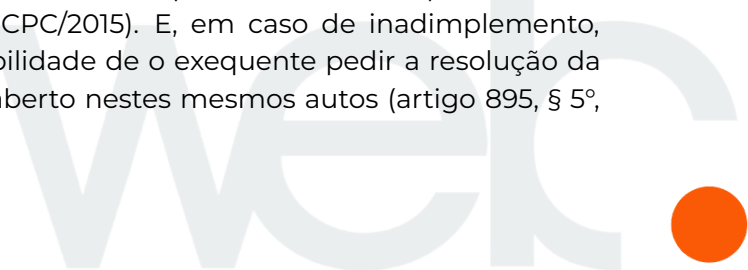 CPC/2015). E, em caso de inadimplemento,
bilidade de o exequente pedir a resolução da
aberto nestes mesmos autos (artigo 895, § 5º,
web